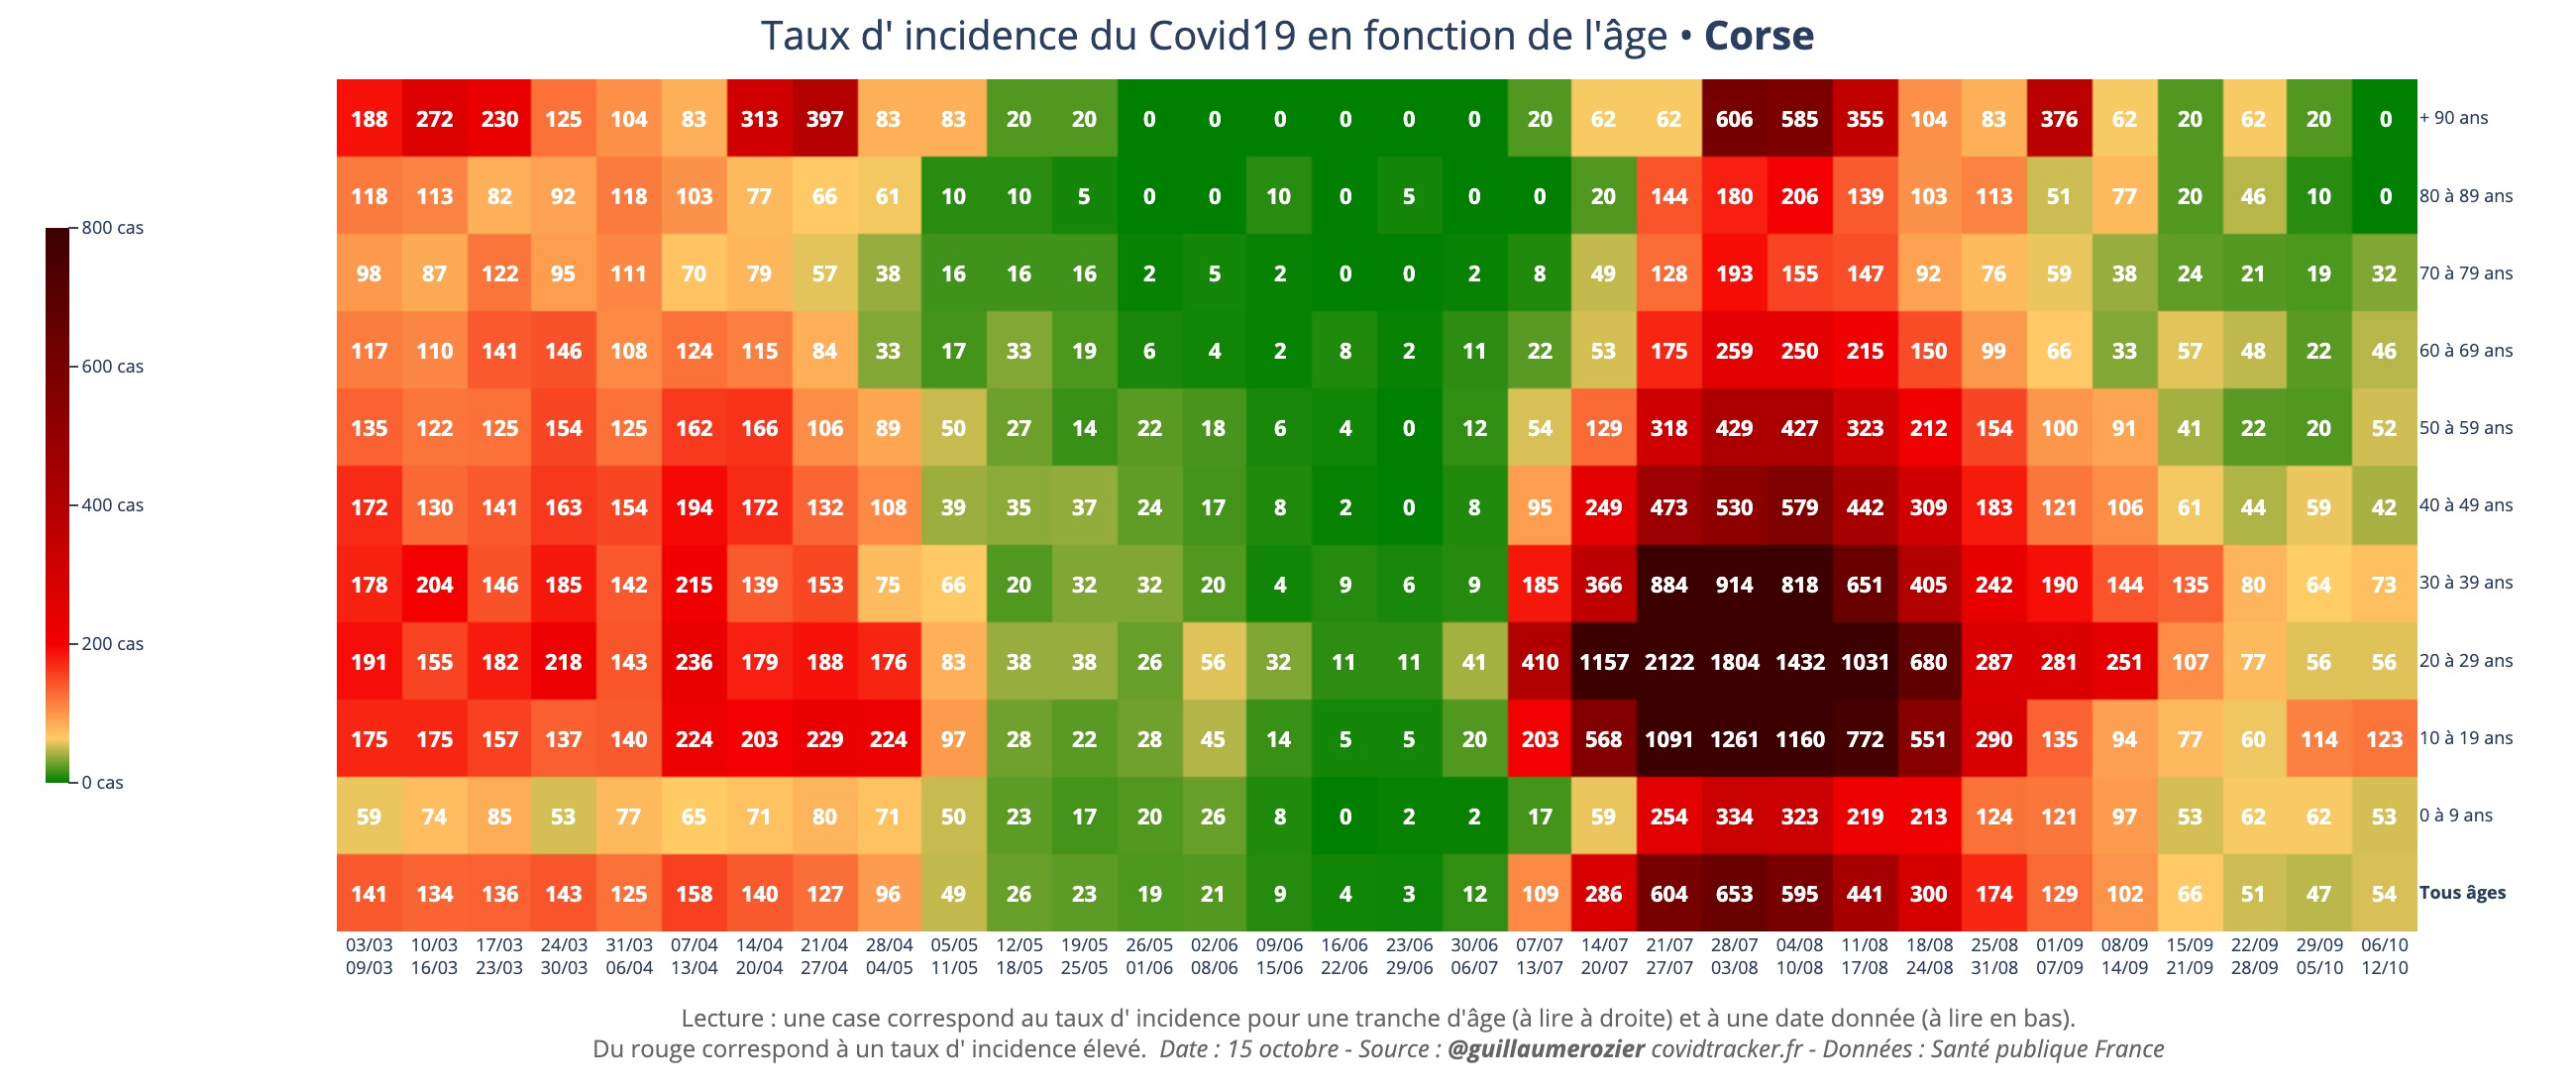 Taux d' incidence du Covid19 en fonction de l'âge • Corse
188 272 230 125 104 83 313 397 83 83 20 20 0 0 0 0 0 0 20 62 62 606 585 355 104 83 376 62 20 62 20 0 + 90 ans
118 113 82 92 118 103 77 66 61 10 10 5 0 0 10 0 5 0 0 20 144 180 206 139 103 113 51 77 20 46 10 0 80 à 89 ans
800 cas
98 87 122 95 111 70 79 57 38 16 16 16 2 5 2 0 0 2 8 49 128 193 155 147 92 76 59 38 24 21 19 32 70 à 79 ans
117 110 141 146 108 124 115 84 33 17 33 19 6 4 2 8 2 11 22 53 175 259 250 215 150 99 66 33 57 48 22 46 60 à 69 ans
600 cas
135 122 125 154 125 162 166 106 89 50 27 14 22 18 6 4 0 12 54 129 318 429 427 323 212 154 100 91 41 22 20 52 50 à 59 ans
400 cas
172 130 141 163 154 194 172 132 108 39 35 37 24 17 8 2 0 8 95 249 473 530 579 442 309 183 121 106 61 44 59 42 40 à 49 ans
178 204 146 185 142 215 139 153 75 66 20 32 32 20 4 9 6 9 185 366 884 914 818 651 405 242 190 144 135 80 64 73 30 à 39 ans
200 cas
191 155 182 218 143 236 179 188 176 83 38 38 26 56 32 11 11 41 410 1157 2122 1804 1432 1031 680 287 281 251 107 77 56 56 20 à 29 ans
175 175 157 137 140 224 203 229 224 97 28 22 28 45 14 5 5 20 203 568 1091 1261 1160 772 551 290 135 94 77 60 114 123 10 à 19 ans
0 cas
59 74 85 53 77 65 71 80 71 50 23 17 20 26 8 0 2 2 17 59 254 334 323 219 213 124 121 97 53 62 62 53 0 à 9 ans
141 134 136 143 125 158 140 127 96 49 26 23 19 21 9 4 3 12 109 286 604 653 595 441 300 174 129 102 66 51 47 54 Tous âges
03/03 10/03 17/03 24/03 31/03 07/04 14/04 21/04 28/04 05/05 12/05 19/05 26/05 02/06 09/06 16/06 23/06 30/06 07/07 14/07 21/07 28/07 04/08 11/08 18/08 25/08 01/09 08/09 15/09 22/09 29/09 06/10
09/03 16/03 23/03 30/03 06/04 13/04 20/04 27/04 04/05 11/05 18/05 25/05 01/06 08/06 15/06 22/06 29/06 06/07 13/07 20/07 27/07 03/08 10/08 17/08 24/08 31/08 07/09 14/09 21/09 28/09 05/10 12/10
Lecture : une case correspond au taux d' incidence pour une tranche d'âge (à lire à droite) et à une date donnée (à lire en bas).
Du rouge correspond à un taux d' incidence élevé. Date : 15 octobre - Source : @guillaumerozier covidtracker.fr - Données : Santé publique France